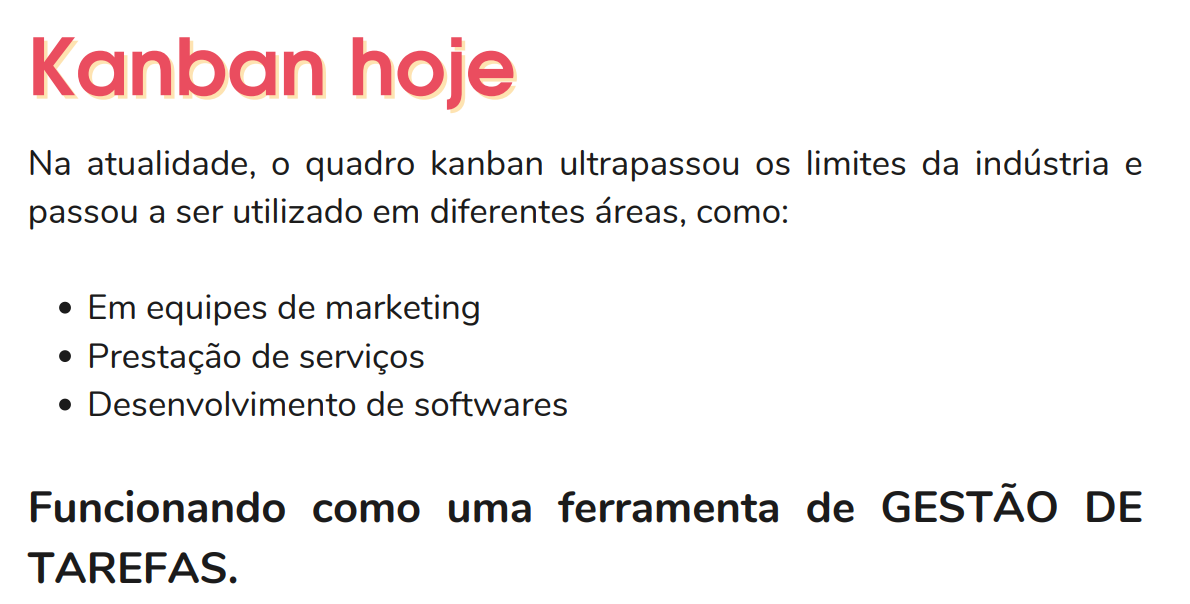 Kanban hoje
Na atualidade, o quadro kanban ultrapassou os limites da indústria e
passou a ser utilizado em diferentes áreas, como:
• Em equipes de marketing
• Prestação de serviços
• Desenvolvimento de softwares
Funcionando como uma ferramenta de GESTÃO DE
TAREFAS.